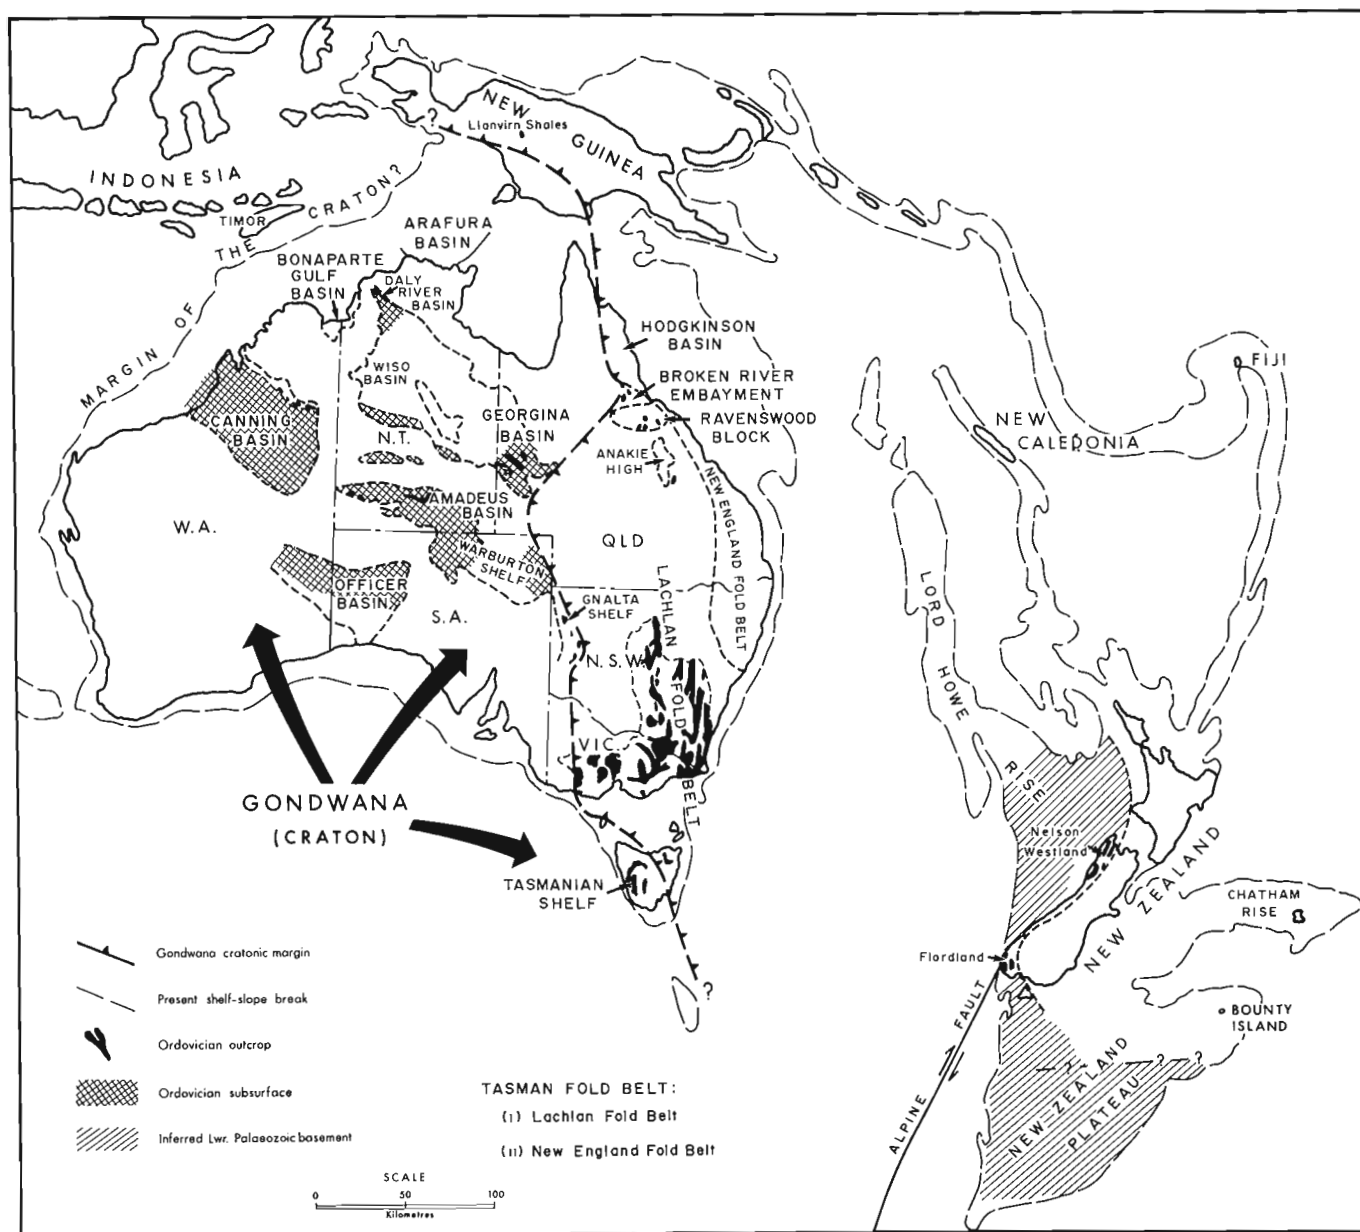 NEW
GUINEA
Llanvirn Shales
?
INDONESIA
TIMOR
MARGIN OF THE CRATON?
ARAFURA
BASIN
BONAPARTE
GULF
BASIN
DALY
RIVER
BASIN
HODGKINSON
BASIN
WISO
BASIN
BROKEN RIVER
EMBAYMENT
FIJI
CANNING
BASIN
N.T.
GEORGINA
BASIN
RAVENSWOOD
BLOCK
NEW
CALEDONIA
ANAKIE
HIGH
NEW ENGLAND FOLD BELT
AMADEUS
BASIN
W.A.
QLD
WARBURTON
SHELF
OFFICER
BASIN
S.A.
GNALTA
SHELF
LACHLAN
FOLD
BELT
LORD
HOWE
RISE
N.S.W.
VIC.
GONDWANA
(CRATON)
TASMANIAN
SHELF
?
Nelson
Westland
NEW ZEALAND
CHATHAM
RISE
Fiordland
BOUNTY
ISLAND
ALPINE FAULT
? ? ?
NEW ZEALAND
PLATEAU
Gondwana cratonic margin
Present shelf-slope break
Ordovician outcrop
Ordovician subsurface
Inferred Lwr. Palaeozoic basement
TASMAN FOLD BELT:
(I) Lachlan Fold Belt
(II) New England Fold Belt
SCALE
0 50 100
Kilometres